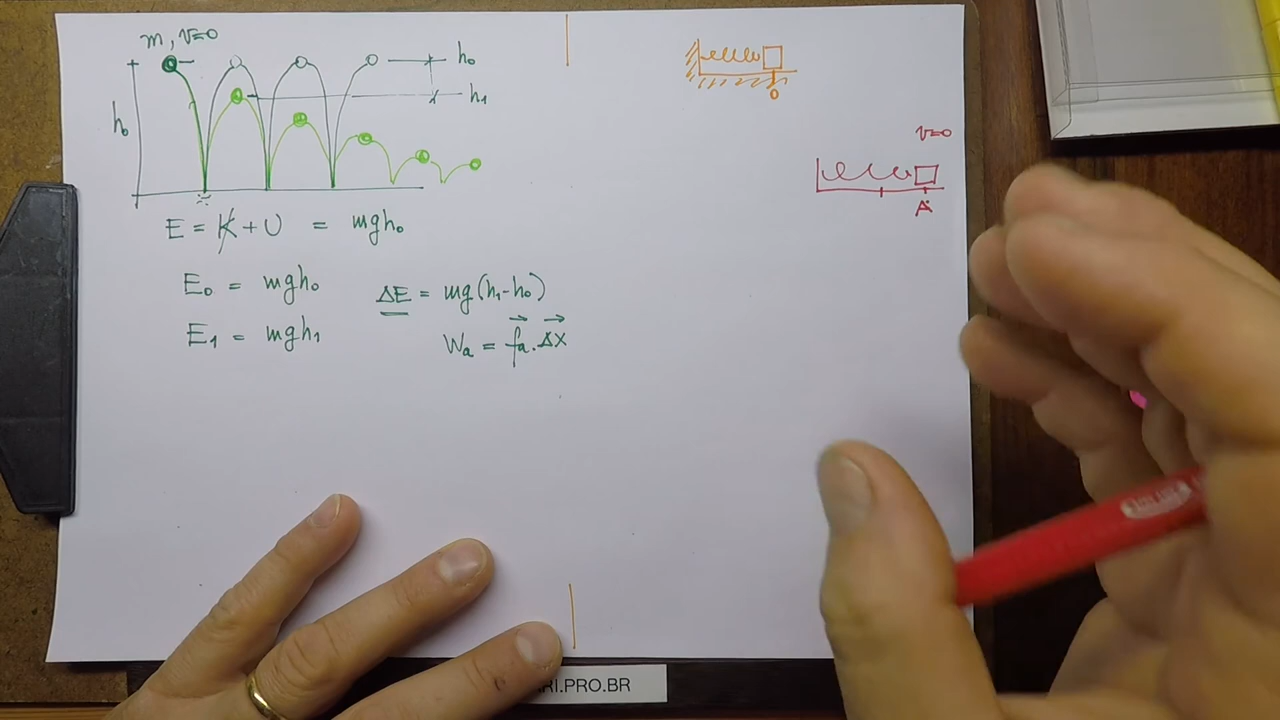 m, v=0
h₀
h₁
h₀
E = K + U = mgh₀
E₀ = mgh₀
ΔE = mg(h₁-h₀)
E₁ = mgh₁
Wₐ = fₐ . Δx
0
v=0
A
RI.PRO.BR